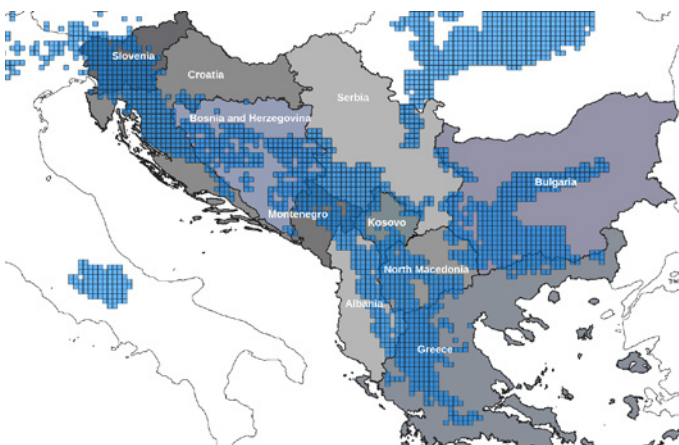 Slovenia
Croatia
Serbia
Bosnia and Herzegovina
Bulgaria
Montenegro
Kosovo
North Macedonia
Albania
Greece